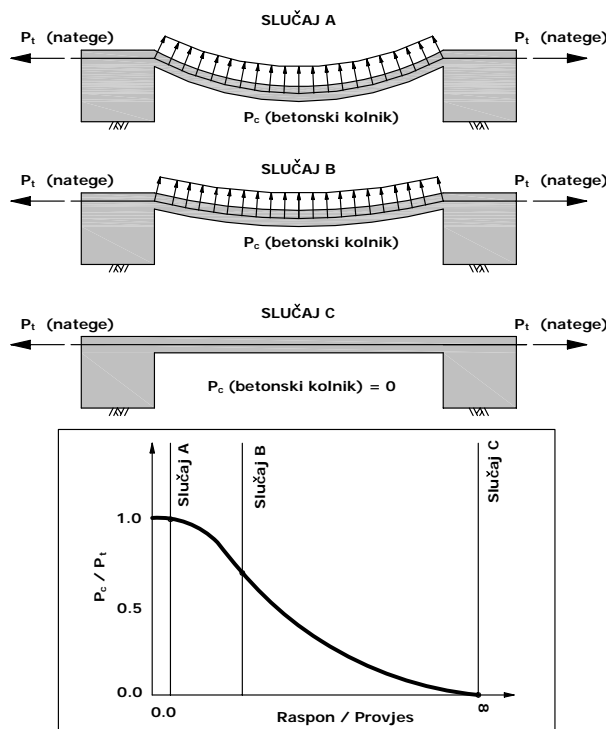 SLUČAJ A
Pt (natege)
Pt (natege)
Pc (betonski kolnik)
SLUČAJ B
Pt (natege)
Pt (natege)
Pc (betonski kolnik)
SLUČAJ C
Pt (natege)
Pt (natege)
Pc (betonski kolnik) = 0
Slučaj A
Slučaj B
Slučaj C
1.0
Pc / Pt
0.5
0.0
0.0
8
Raspon / Provjes